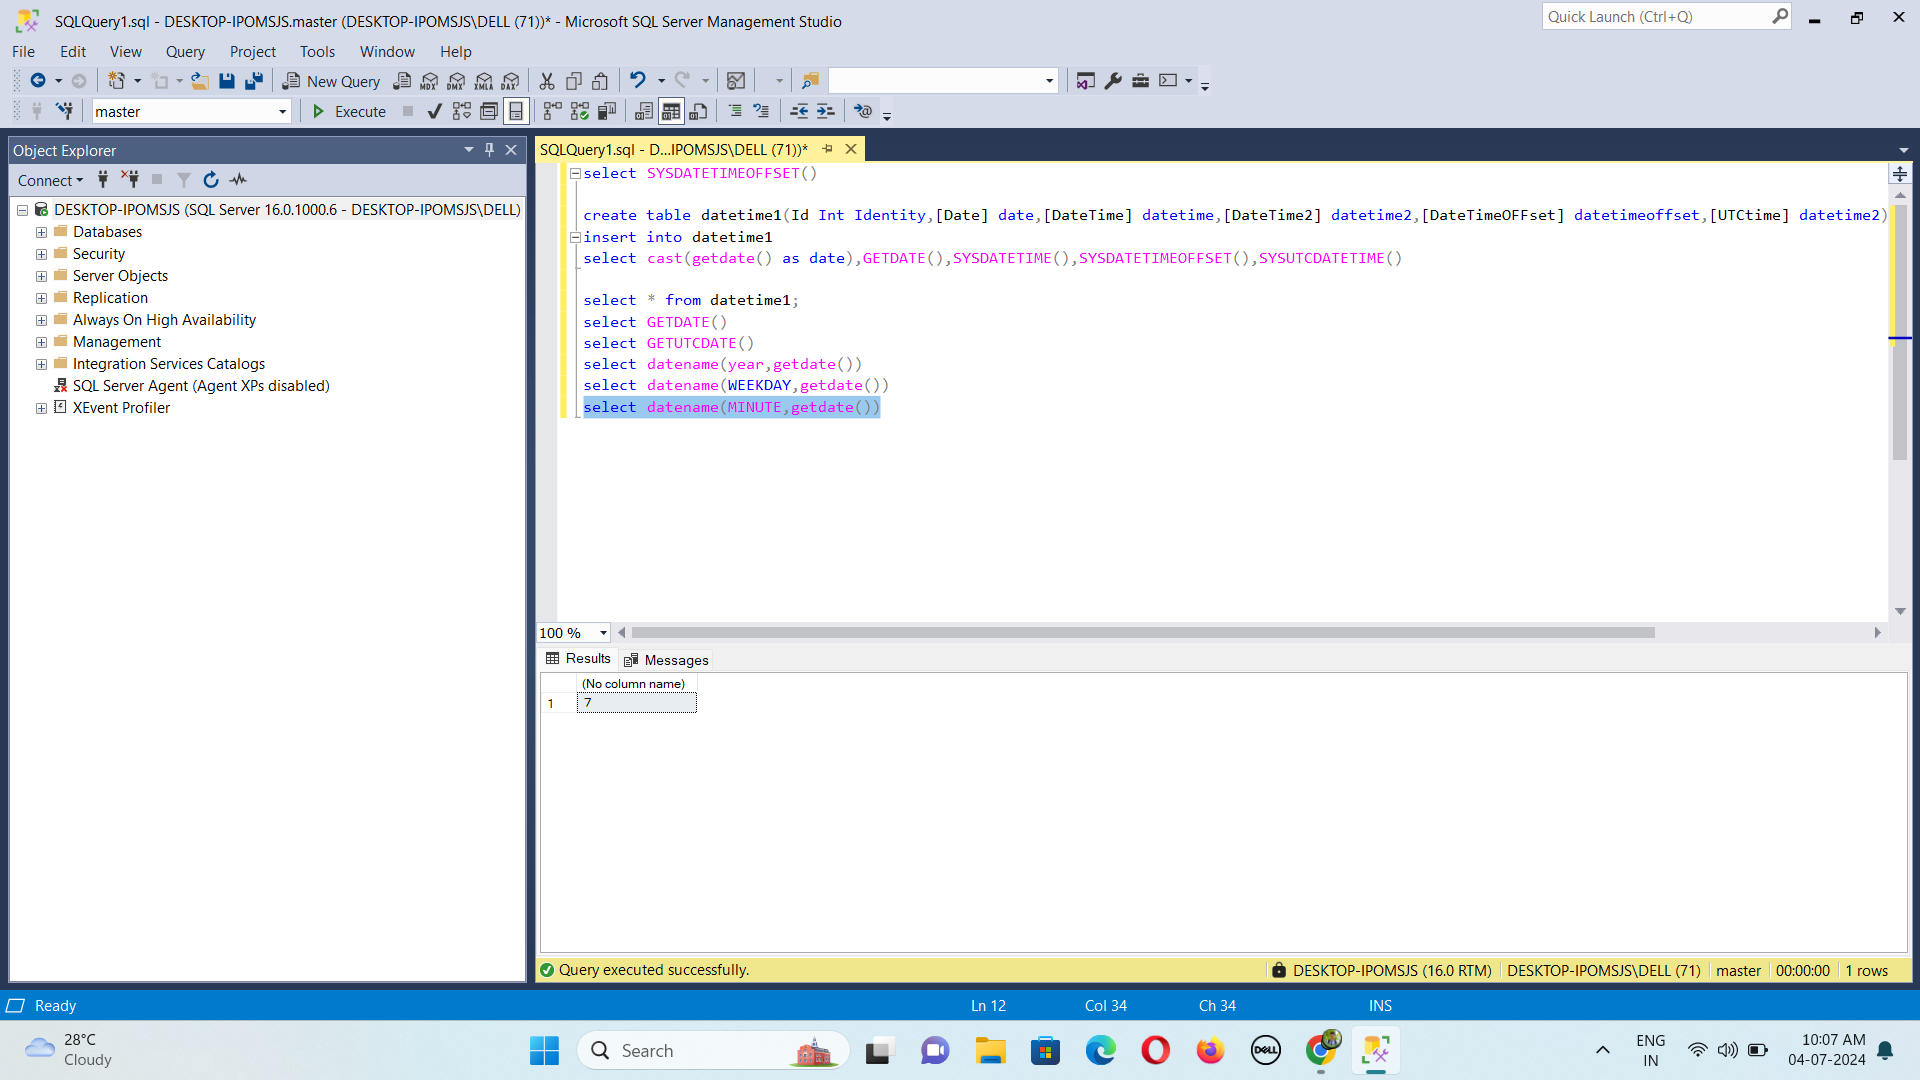 SQLQuery1.sql - DESKTOP-IPOMSJS.master (DESKTOP-IPOMSJS\DELL (71))* - Microsoft SQL Server Management Studio
Quick Launch (Ctrl+Q)
File Edit View Query Project Tools Window Help
New Query MDX DMX XMLA DAX
master Execute
Object Explorer
Connect
DESKTOP-IPOMSJS (SQL Server 16.0.1000.6 - DESKTOP-IPOMSJS\DELL)
Databases
Security
Server Objects
Replication
Always On High Availability
Management
Integration Services Catalogs
SQL Server Agent (Agent XPs disabled)
XEvent Profiler
SQLQuery1.sql - D...IPOMSJS\DELL (71))*
select SYSDATETIMEOFFSET()
create table datetime1(Id Int Identity,[Date] date,[DateTime] datetime,[DateTime2] datetime2,[DateTimeOFFset] datetimeoffset,[UTCtime] datetime2)
insert into datetime1
select cast(getdate() as date),GETDATE(),SYSDATETIME(),SYSDATETIMEOFFSET(),SYSUTCDATETIME()
select * from datetime1;
select GETDATE()
select GETUTCDATE()
select datename(year,getdate())
select datename(WEEKDAY,getdate())
select datename(MINUTE,getdate())
100 %
Results Messages
(No column name)
1 7
Query executed successfully.
DESKTOP-IPOMSJS (16.0 RTM) DESKTOP-IPOMSJS\DELL (71) master 00:00:00 1 rows
Ready Ln 12 Col 34 Ch 34 INS
28°C
Cloudy
Search
DELL
ENG
IN
10:07 AM
04-07-2024